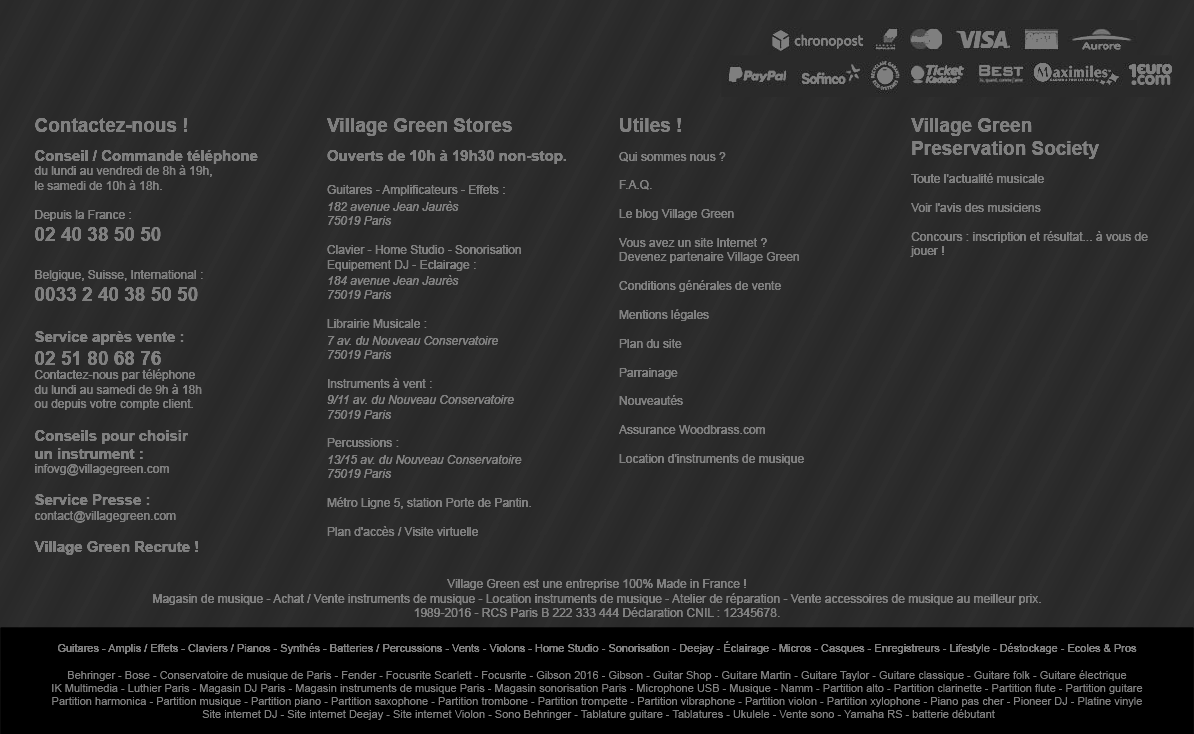 chronopost VISA Aurore
PayPal Sofinco Ticket Kadéos BEST Maximiles 1euro.com
Contactez-nous !
Conseil / Commande téléphone
du lundi au vendredi de 8h à 19h,
le samedi de 10h à 18h.
Depuis la France :
02 40 38 50 50
Belgique, Suisse, International :
0033 2 40 38 50 50
Service après vente :
02 51 80 68 76
Contactez-nous par téléphone
du lundi au samedi de 9h à 18h
ou depuis votre compte client.
Conseils pour choisir
un instrument :
infovg@villagegreen.com
Service Presse :
contact@villagegreen.com
Village Green Recrute !
Village Green Stores
Ouverts de 10h à 19h30 non-stop.
Guitares - Amplificateurs - Effets :
182 avenue Jean Jaurès
75019 Paris
Clavier - Home Studio - Sonorisation
Equipement DJ - Eclairage :
184 avenue Jean Jaurès
75019 Paris
Librairie Musicale :
7 av. du Nouveau Conservatoire
75019 Paris
Instruments à vent :
9/11 av. du Nouveau Conservatoire
75019 Paris
Percussions :
13/15 av. du Nouveau Conservatoire
75019 Paris
Métro Ligne 5, station Porte de Pantin.
Plan d'accès / Visite virtuelle
Utiles !
Qui sommes nous ?
F.A.Q.
Le blog Village Green
Vous avez un site Internet ?
Devenez partenaire Village Green
Conditions générales de vente
Mentions légales
Plan du site
Parrainage
Nouveautés
Assurance Woodbrass.com
Location d'instruments de musique
Village Green
Preservation Society
Toute l'actualité musicale
Voir l'avis des musiciens
Concours : inscription et résultat... à vous de
jouer !
Village Green est une entreprise 100% Made in France !
Magasin de musique - Achat / Vente instruments de musique - Location instruments de musique - Atelier de réparation - Vente accessoires de musique au meilleur prix.
1989-2016 - RCS Paris B 222 333 444 Déclaration CNIL : 12345678.
Guitares - Amplis / Effets - Claviers / Pianos - Synthés - Batteries / Percussions - Vents - Violons - Home Studio - Sonorisation - Deejay - Éclairage - Micros - Casques - Enregistreurs - Lifestyle - Déstockage - Ecoles & Pros
Behringer - Bose - Conservatoire de musique de Paris - Fender - Focusrite Scarlett - Focusrite - Gibson 2016 - Gibson - Guitar Shop - Guitare Martin - Guitare Taylor - Guitare classique - Guitare folk - Guitare électrique
IK Multimedia - Luthier Paris - Magasin DJ Paris - Magasin instruments de musique Paris - Magasin sonorisation Paris - Microphone USB - Musique - Namm - Partition alto - Partition clarinette - Partition flute - Partition guitare
Partition harmonica - Partition musique - Partition piano - Partition saxophone - Partition trombone - Partition trompette - Partition vibraphone - Partition violon - Partition xylophone - Piano pas cher - Pioneer DJ - Platine vinyle
Site internet DJ - Site internet Deejay - Site internet Violon - Sono Behringer - Tablature guitare - Tablatures - Ukulele - Vente sono - Yamaha RS - batterie débutant